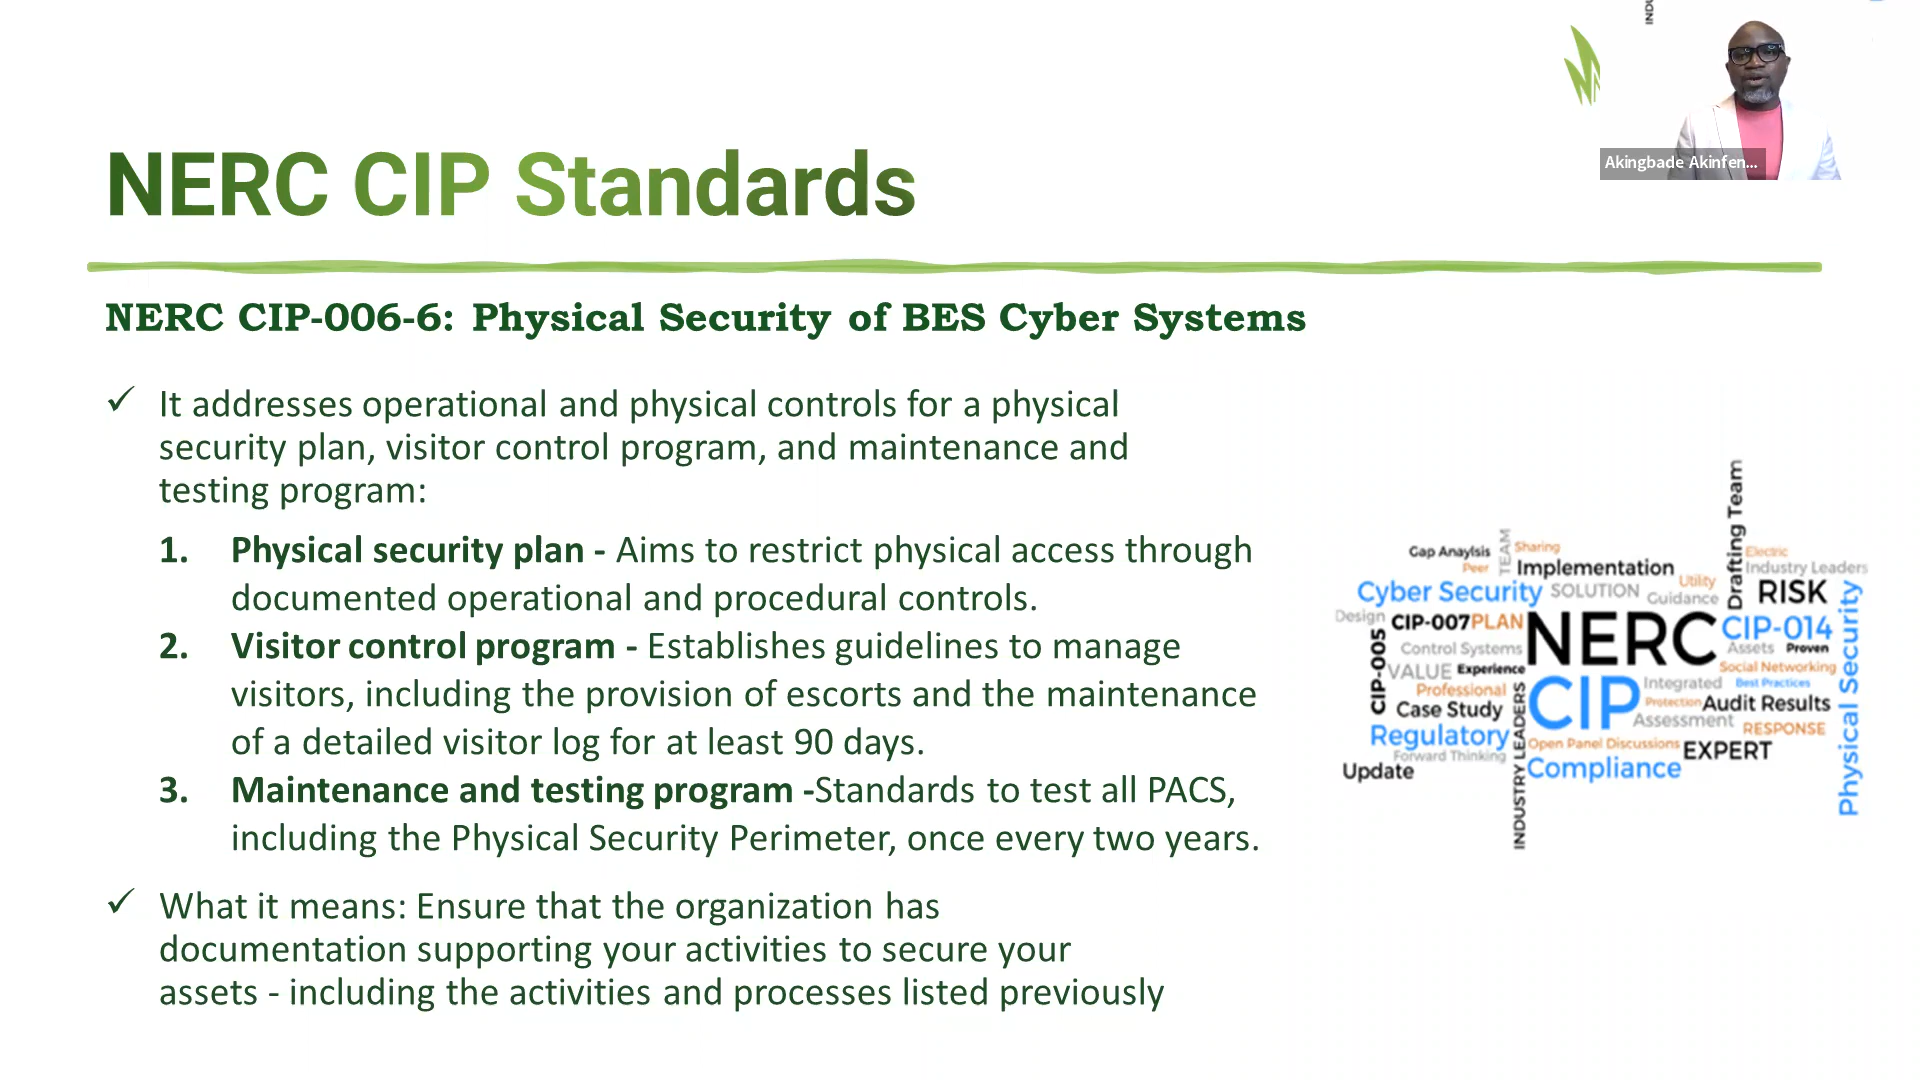 INDU
Akingbade Akinfen...
NERC CIP Standards
NERC CIP-006-6: Physical Security of BES Cyber Systems
✓ It addresses operational and physical controls for a physical
security plan, visitor control program, and maintenance and
testing program:
1. Physical security plan - Aims to restrict physical access through
documented operational and procedural controls.
2. Visitor control program - Establishes guidelines to manage
visitors, including the provision of escorts and the maintenance
of a detailed visitor log for at least 90 days.
3. Maintenance and testing program -Standards to test all PACS,
including the Physical Security Perimeter, once every two years.
✓ What it means: Ensure that the organization has
documentation supporting your activities to secure your
assets - including the activities and processes listed previously
Drafting Team
Gap Anaylsis
TEAM
Sharing
Electric
Peer
Implementation
Industry Leaders
Cyber Security
SOLUTION
Utility
Guidance
RISK
Design
CIP-007
PLAN
NERC
CIP-014
Physical Security
CIP-005
Control Systems
Assets
Proven
VALUE
Experience
Social Networking
Professional
CIP
Integrated
Best Practices
Case Study
INDUSTRY LEADERS
Protection
Audit Results
Assessment
RESPONSE
Regulatory
Open Panel Discussions
EXPERT
Forward Thinking
Update
Compliance